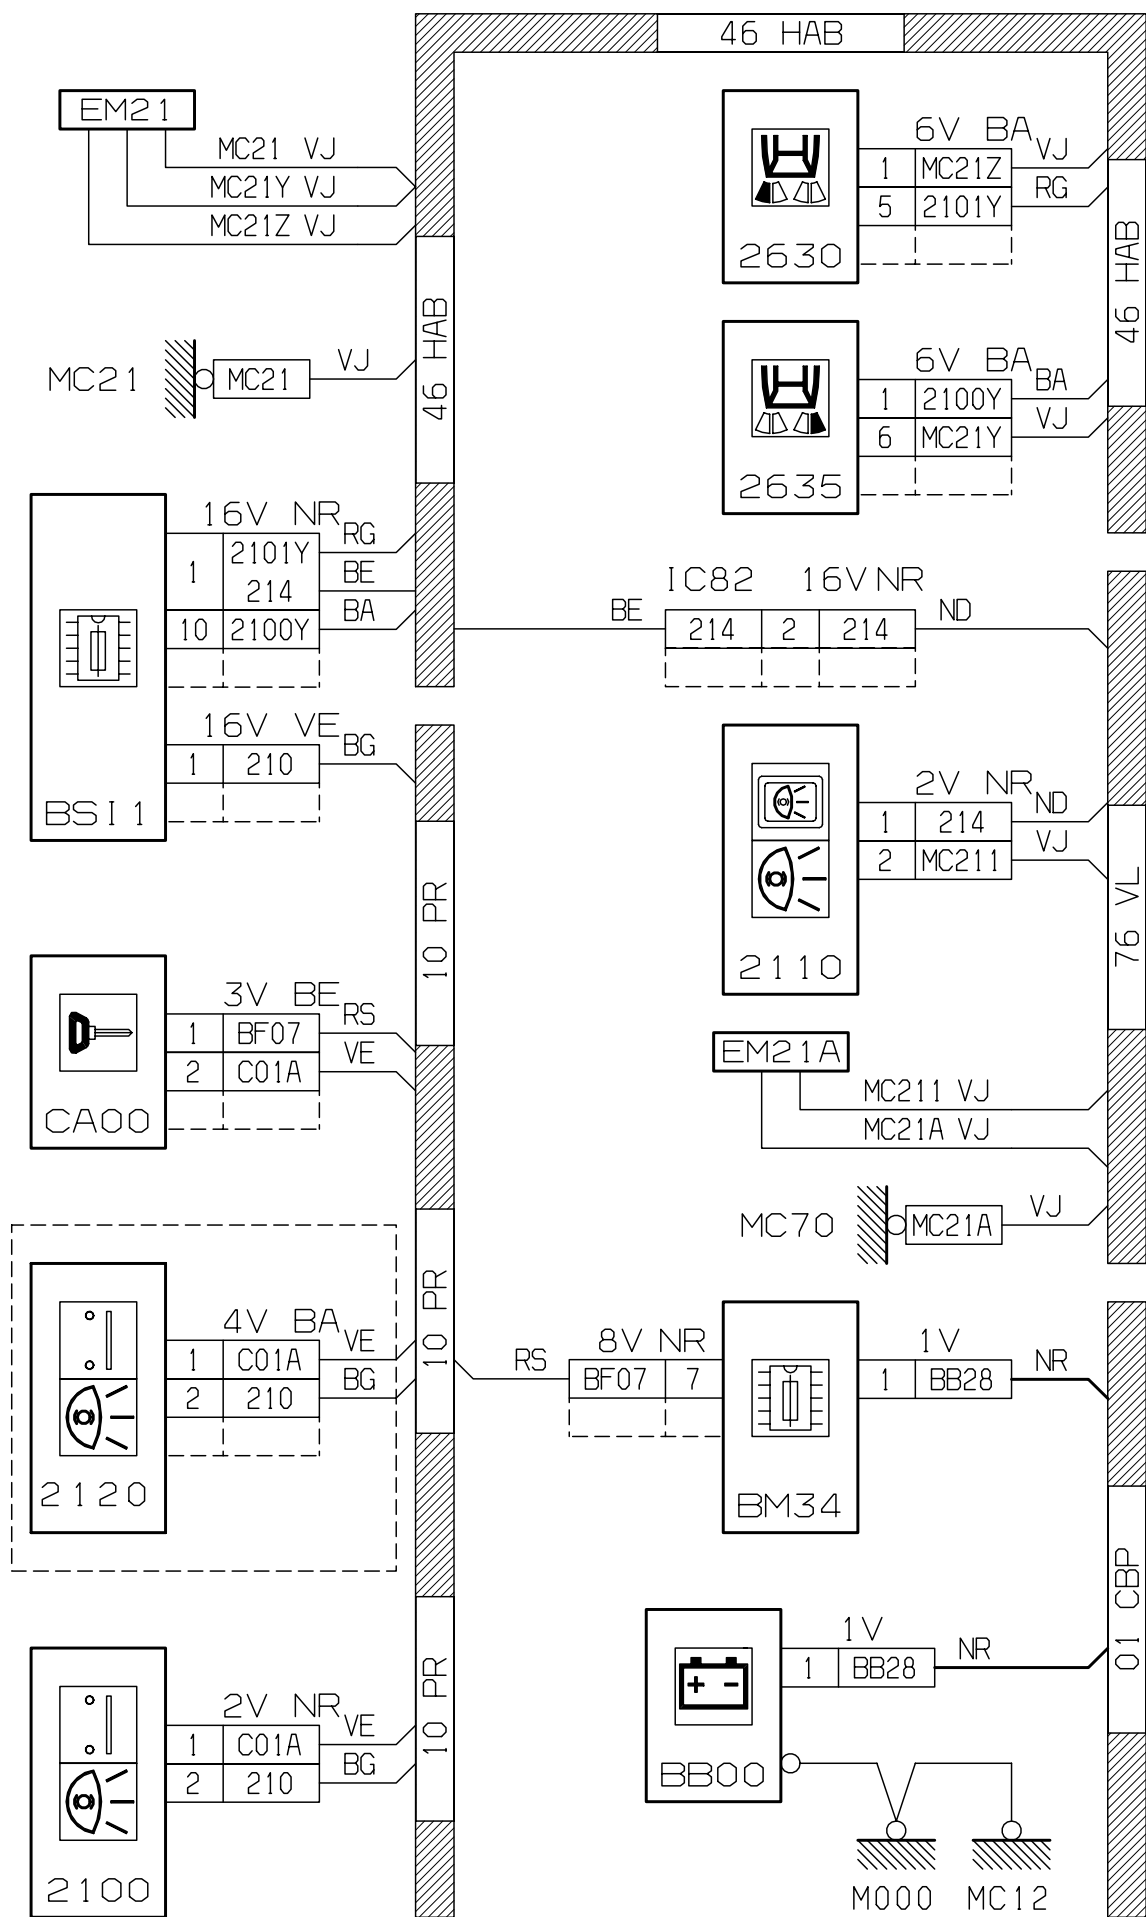 46 HAB
EM21
MC21 VJ
MC21Y VJ
MC21Z VJ
46 HAB
MC21
MC21
VJ
BSI1
16V NR
1 2101Y RG
214 BE
10 2100Y BA
16V VE
1 210 BG
10 PR
CA00
3V BE
1 BF07 RS
2 C01A VE
10 PR
2120
4V BA
1 C01A VE
2 210 BG
10 PR
2100
2V NR
1 C01A VE
2 210 BG
2630
6V BA
1 MC21Z VJ
5 2101Y RG
46 HAB
2635
6V BA
1 2100Y BA
6 MC21Y VJ
IC82 16V NR
BE 214 2 214 ND
2110
2V NR
1 214 ND
2 MC211 VJ
76 VL
EM21A
MC211 VJ
MC21A VJ
MC70
MC21A
VJ
BM34
8V NR
RS BF07 7
1V
1 BB28 NR
01 CBP
BB00
1V
1 BB28 NR
+ -
M000 MC12